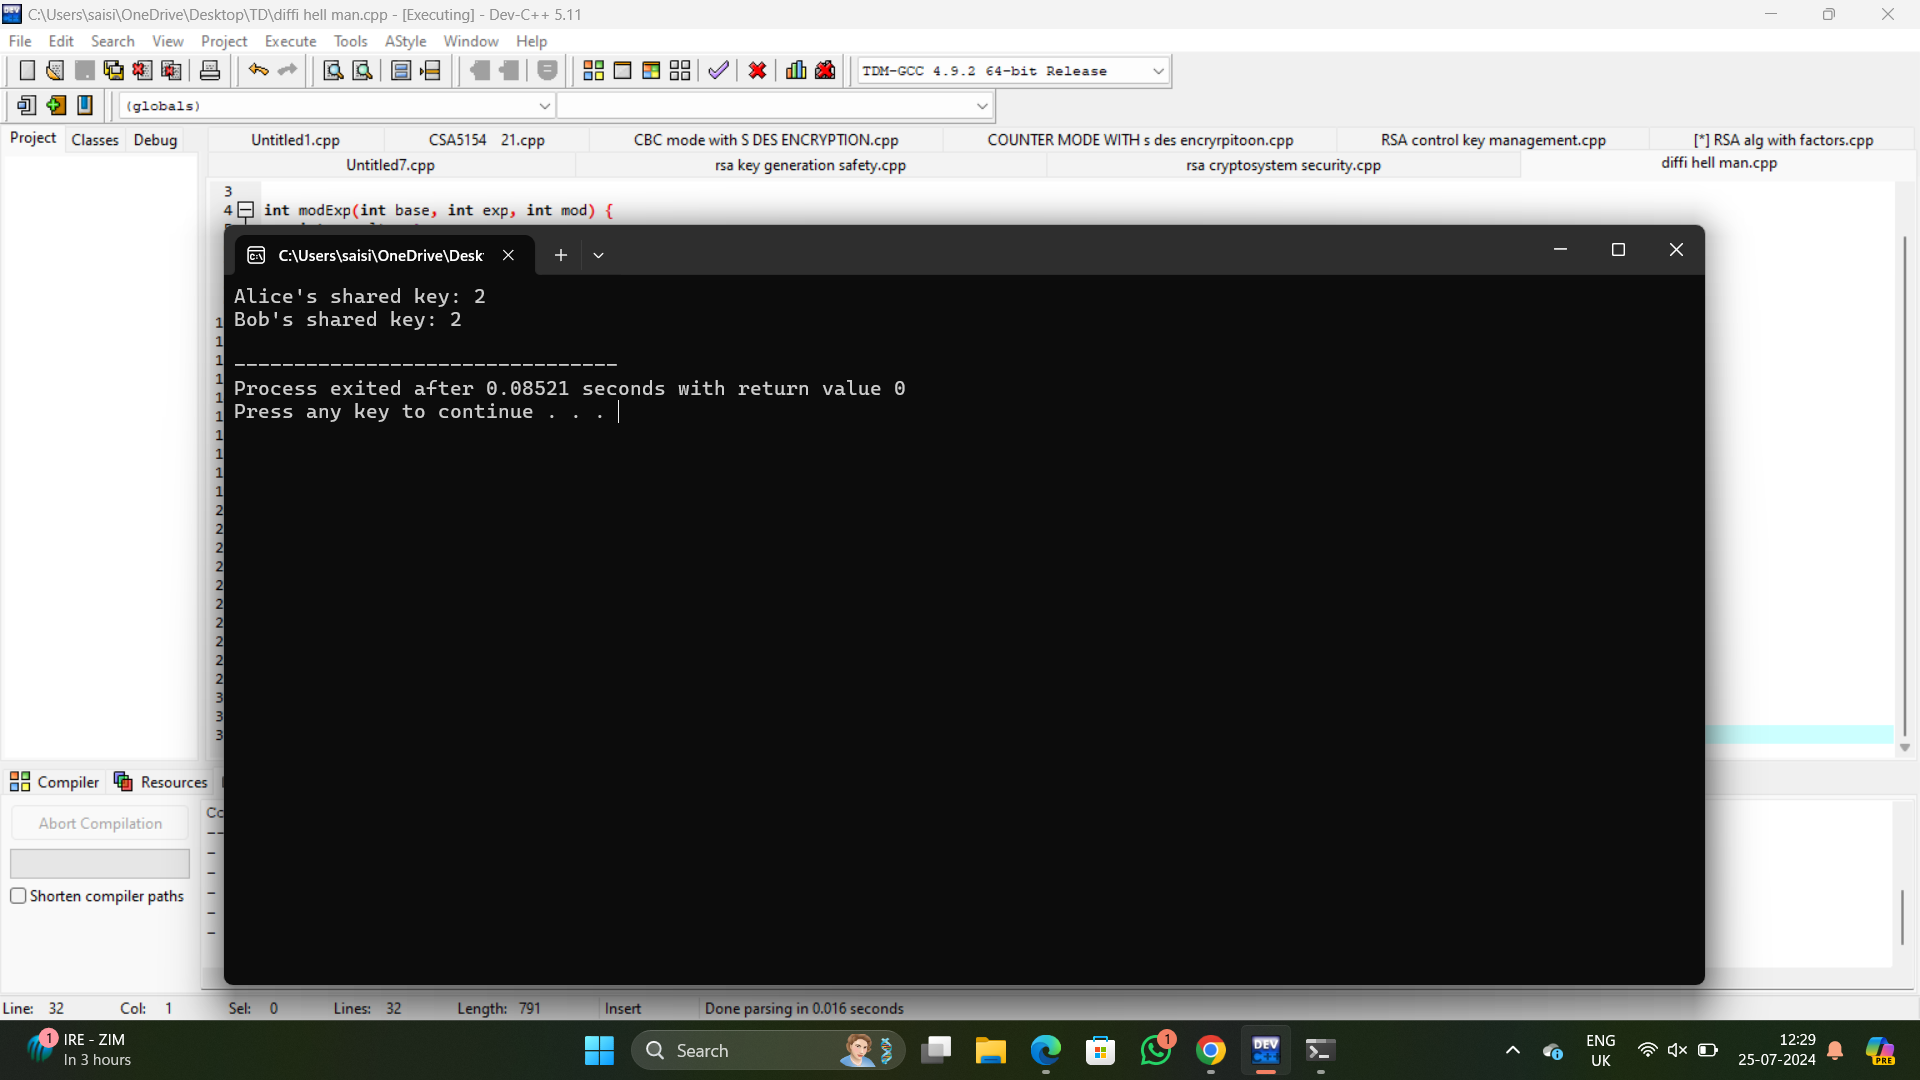 C:\Users\saisi\OneDrive\Desktop\TD\diffi hell man.cpp - [Executing] - Dev-C++ 5.11
File Edit Search View Project Execute Tools AStyle Window Help
TDM-GCC 4.9.2 64-bit Release
(globals)
Project Classes Debug
Untitled1.cpp CSA5154 21.cpp CBC mode with S DES ENCRYPTION.cpp COUNTER MODE WITH s des encryrpitoon.cpp RSA control key management.cpp [*] RSA alg with factors.cpp
Untitled7.cpp rsa key generation safety.cpp rsa cryptosystem security.cpp diffi hell man.cpp
3
4 int modExp(int base, int exp, int mod) {
C:\Users\saisi\OneDrive\Desk
Alice's shared key: 2
Bob's shared key: 2
--------------------------------
Process exited after 0.08521 seconds with return value 0
Press any key to continue . . .
Compiler Resources
Abort Compilation
Shorten compiler paths
Line: 32 Col: 1 Sel: 0 Lines: 32 Length: 791 Insert Done parsing in 0.016 seconds
1 IRE - ZIM
In 3 hours
Search
DEV C++
1
ENG
UK
12:29
25-07-2024
PRE